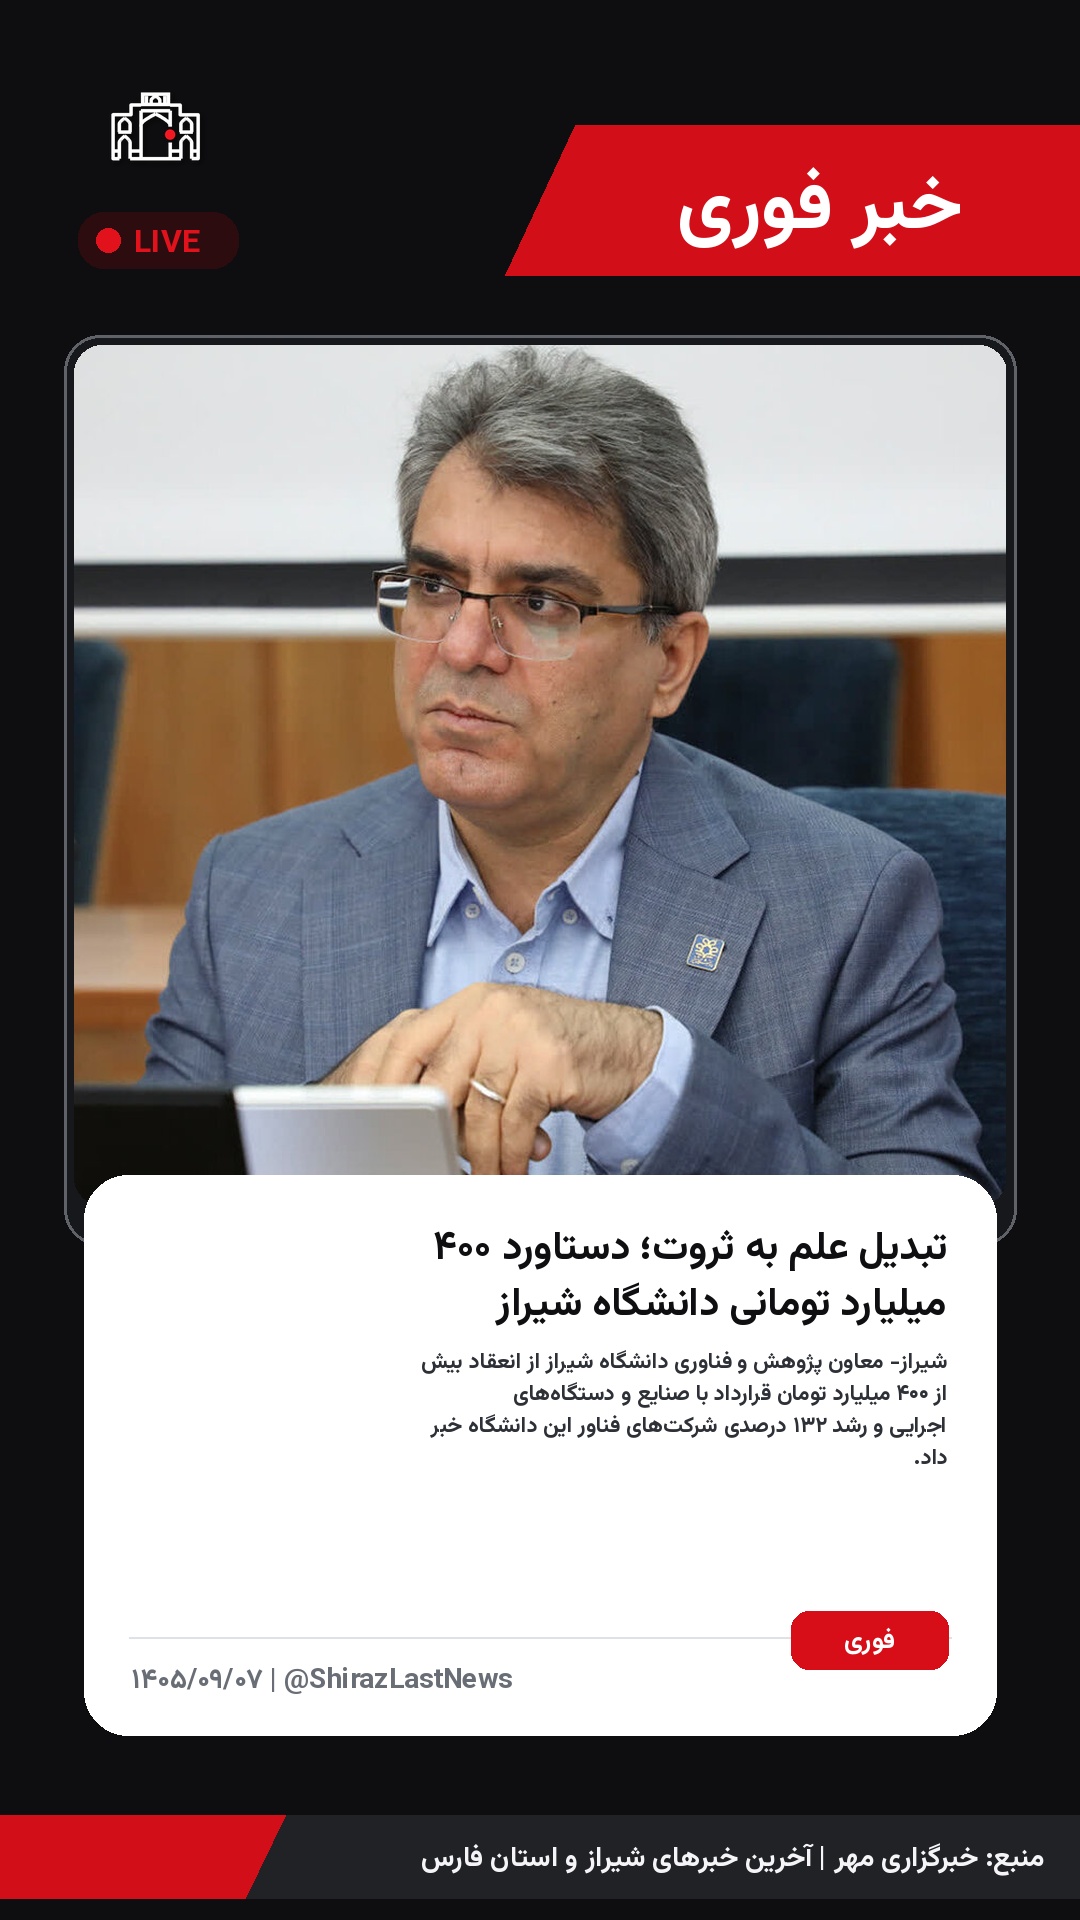 خبر فوری
LIVE
تبدیل علم به ثروت؛ دستاورد ۴۰۰
میلیارد تومانی دانشگاه شیراز
شیراز- معاون پژوهش و فناوری دانشگاه شیراز از انعقاد بیش
از ۴۰۰ میلیارد تومان قرارداد با صنایع و دستگاه‌های
اجرایی و رشد ۱۳۲ درصدی شرکت‌های فناور این دانشگاه خبر
داد.
فوری
۱۴۰۵/۰۹/۰۷ | @ShirazLastNews
منبع: خبرگزاری مهر | آخرین خبرهای شیراز و استان فارس